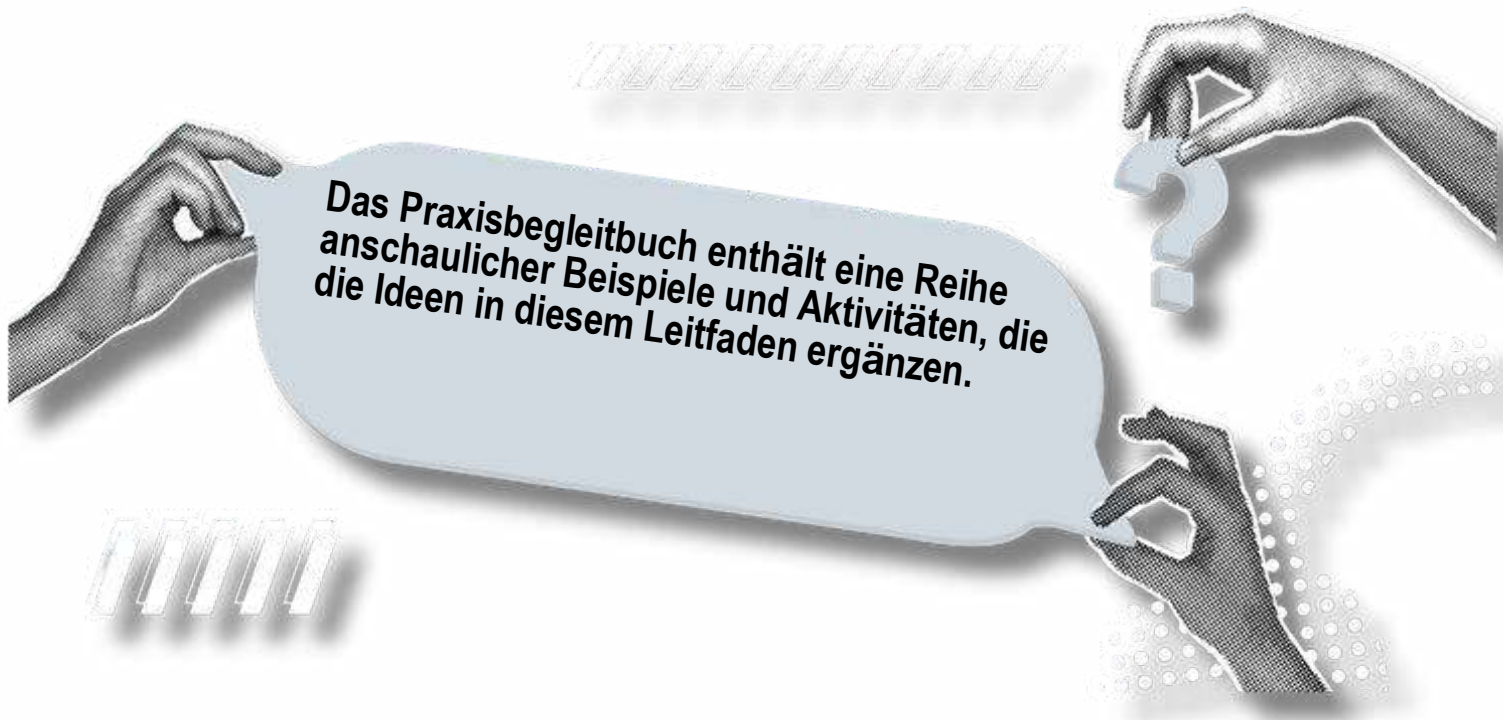 Das Praxisbegleitbuch enthält eine Reihe
anschaulicher Beispiele und Aktivitäten, die
die Ideen in diesem Leitfaden ergänzen.
?